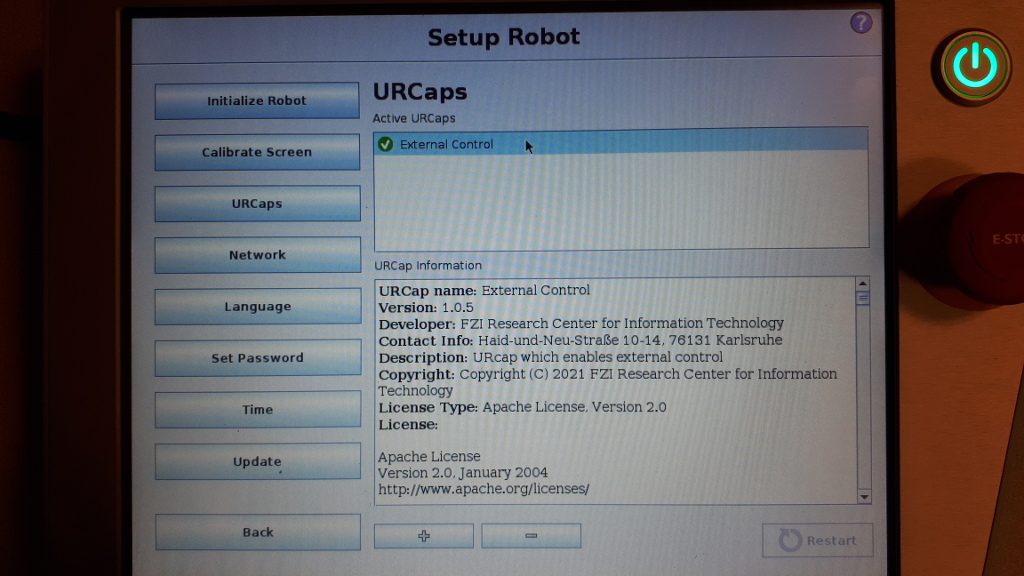 Setup Robot
?
Initialize Robot
Calibrate Screen
URCaps
Network
Language
Set Password
Time
Update
Back
URCaps
Active URCaps
External Control
URCap Information
URCap name: External Control
Version: 1.0.5
Developer: FZI Research Center for Information Technology
Contact Info: Haid-und-Neu-Straße 10-14, 76131 Karlsruhe
Description: URcap which enables external control
Copyright: Copyright (C) 2021 FZI Research Center for Information
Technology
License Type: Apache License, Version 2.0
License:
Apache License
Version 2.0, January 2004
http://www.apache.org/licenses/
Restart
E-STO